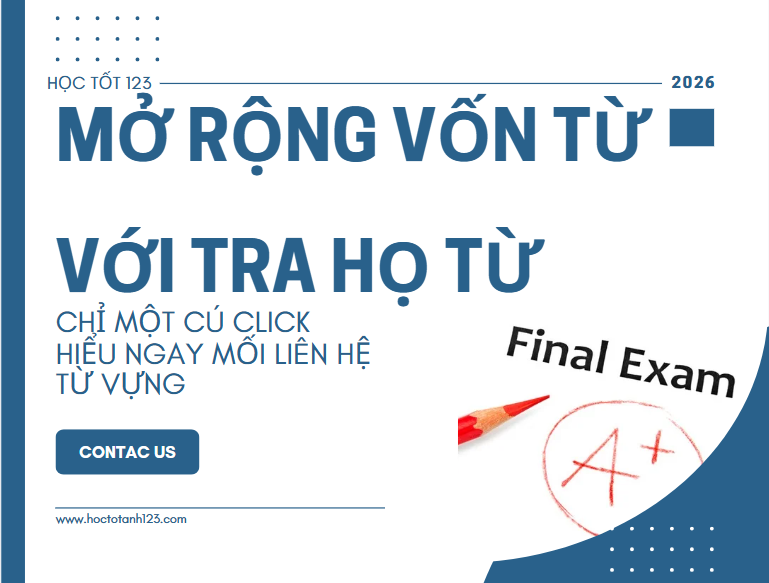 HỌC TỐT 123
2026
MỞ RỘNG VỐN TỪ
VỚI TRA HỌ TỪ
CHỈ MỘT CÚ CLICK
HIỂU NGAY MỐI LIÊN HỆ
TỪ VỰNG
Final Exam
A+
CONTAC US
www.hoctotanh123.com